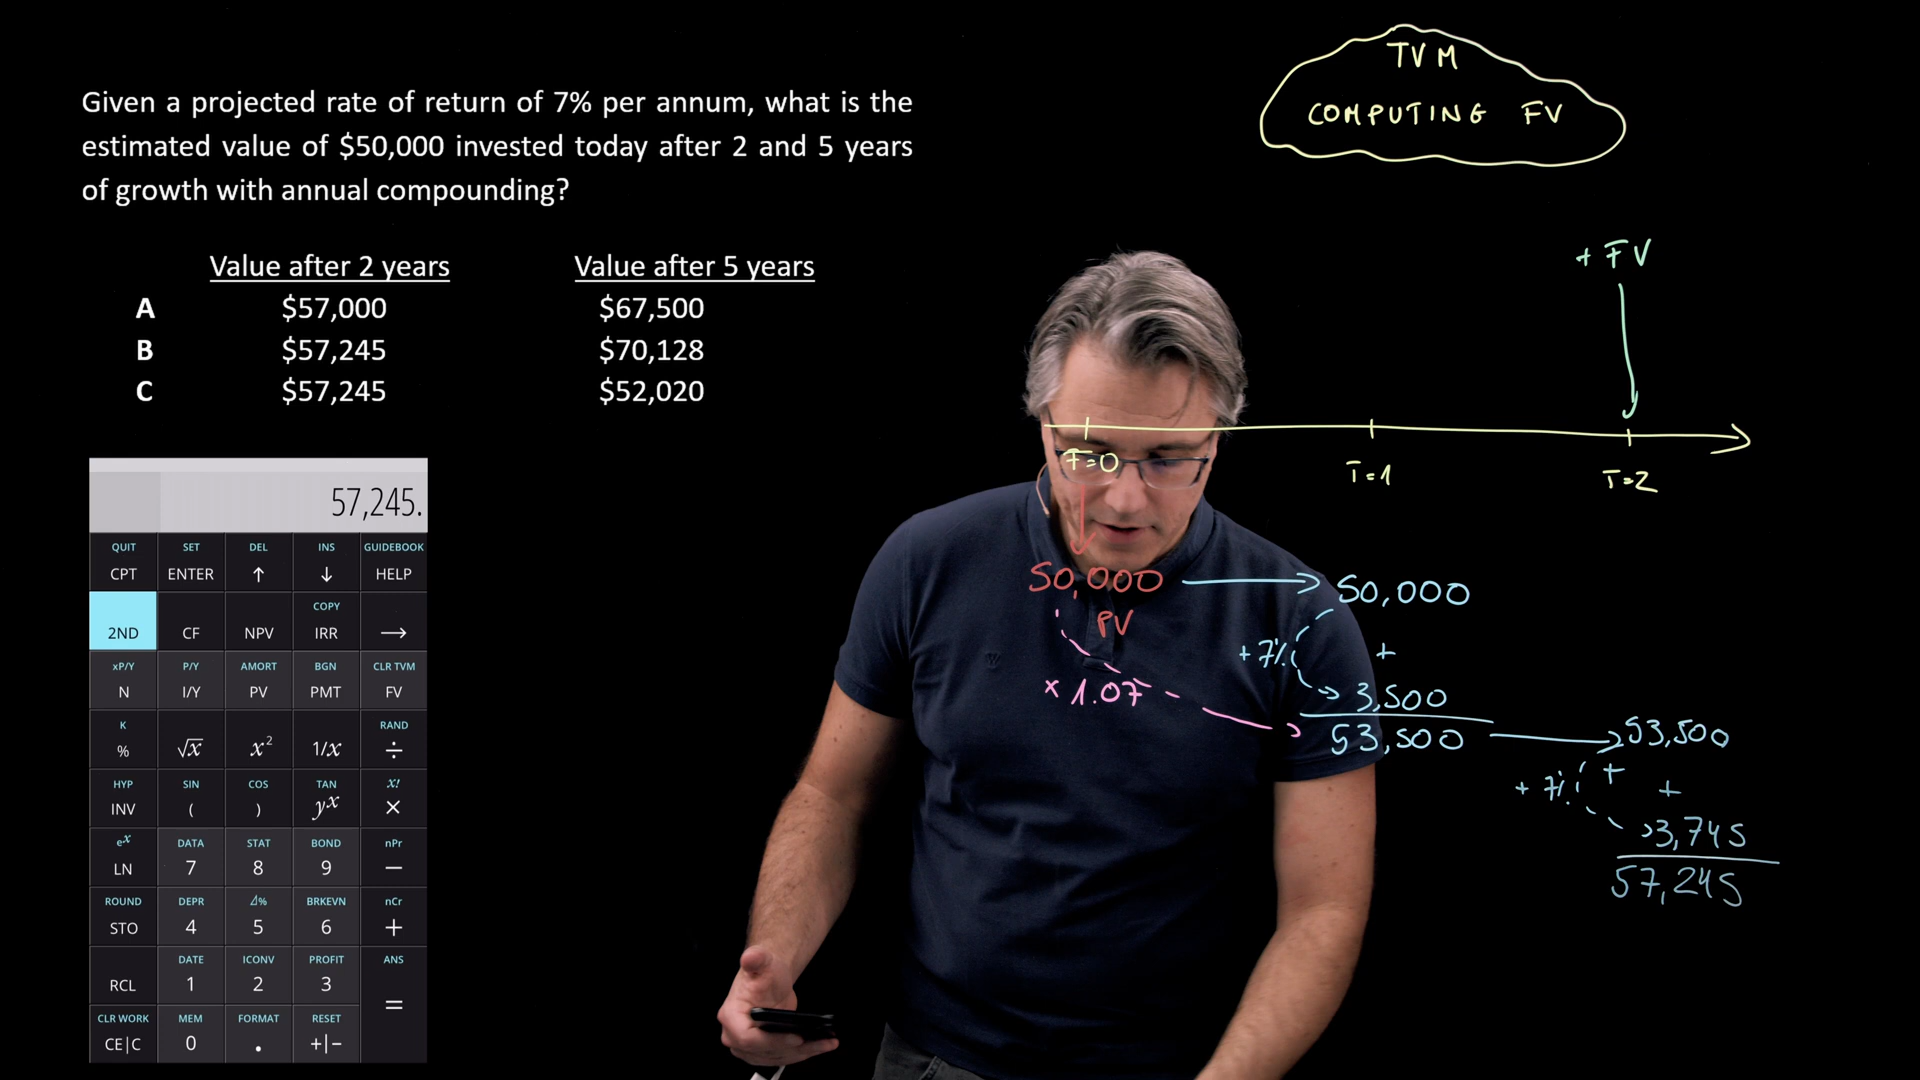 Given a projected rate of return of 7% per annum, what is the
estimated value of $50,000 invested today after 2 and 5 years
of growth with annual compounding?
Value after 2 years Value after 5 years
A $57,000 $67,500
B $57,245 $70,128
C $57,245 $52,020
57,245.
QUIT SET DEL INS GUIDEBOOK
CPT ENTER ↑ ↓ HELP
COPY
2ND CF NPV IRR →
xP/Y P/Y AMORT BGN CLR TVM
N I/Y PV PMT FV
K RAND
% √x x² 1/x ÷
HYP SIN COS TAN x!
INV ( ) yˣ ×
eˣ DATA STAT BOND nPr
LN 7 8 9 −
ROUND DEPR Δ% BRKEVN nCr
STO 4 5 6 +
DATE ICONV PROFIT ANS
RCL 1 2 3 =
CLR WORK MEM FORMAT RESET
CE|C 0 . +|−
TVM
COMPUTING FV
+ FV
T=0 T=1 T=2
50,000 → 50,000
PV
+7% +
× 1.07 3,500
53,500 → 53,500
+
+ 7% +
3,745
57,245